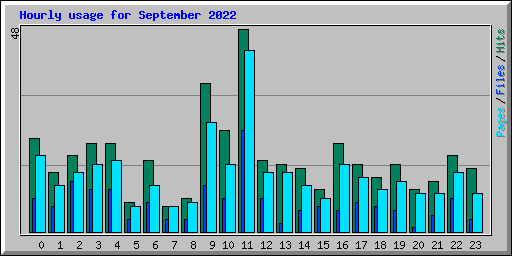 Hourly usage for September 2022
48
Pages / Files / Hits
0 1 2 3 4 5 6 7 8 9 10 11 12 13 14 15 16 17 18 19 20 21 22 23